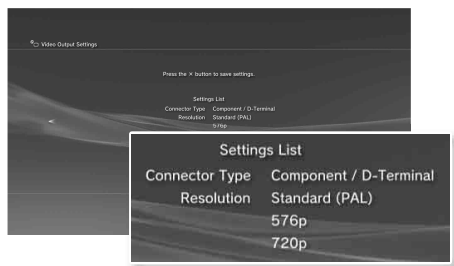 Video Output Settings
Press the X button to save settings.
Settings List
Connector Type Component / D-Terminal
Resolution Standard (PAL)
576p
Settings List
Connector Type Component / D-Terminal
Resolution Standard (PAL)
576p
720p